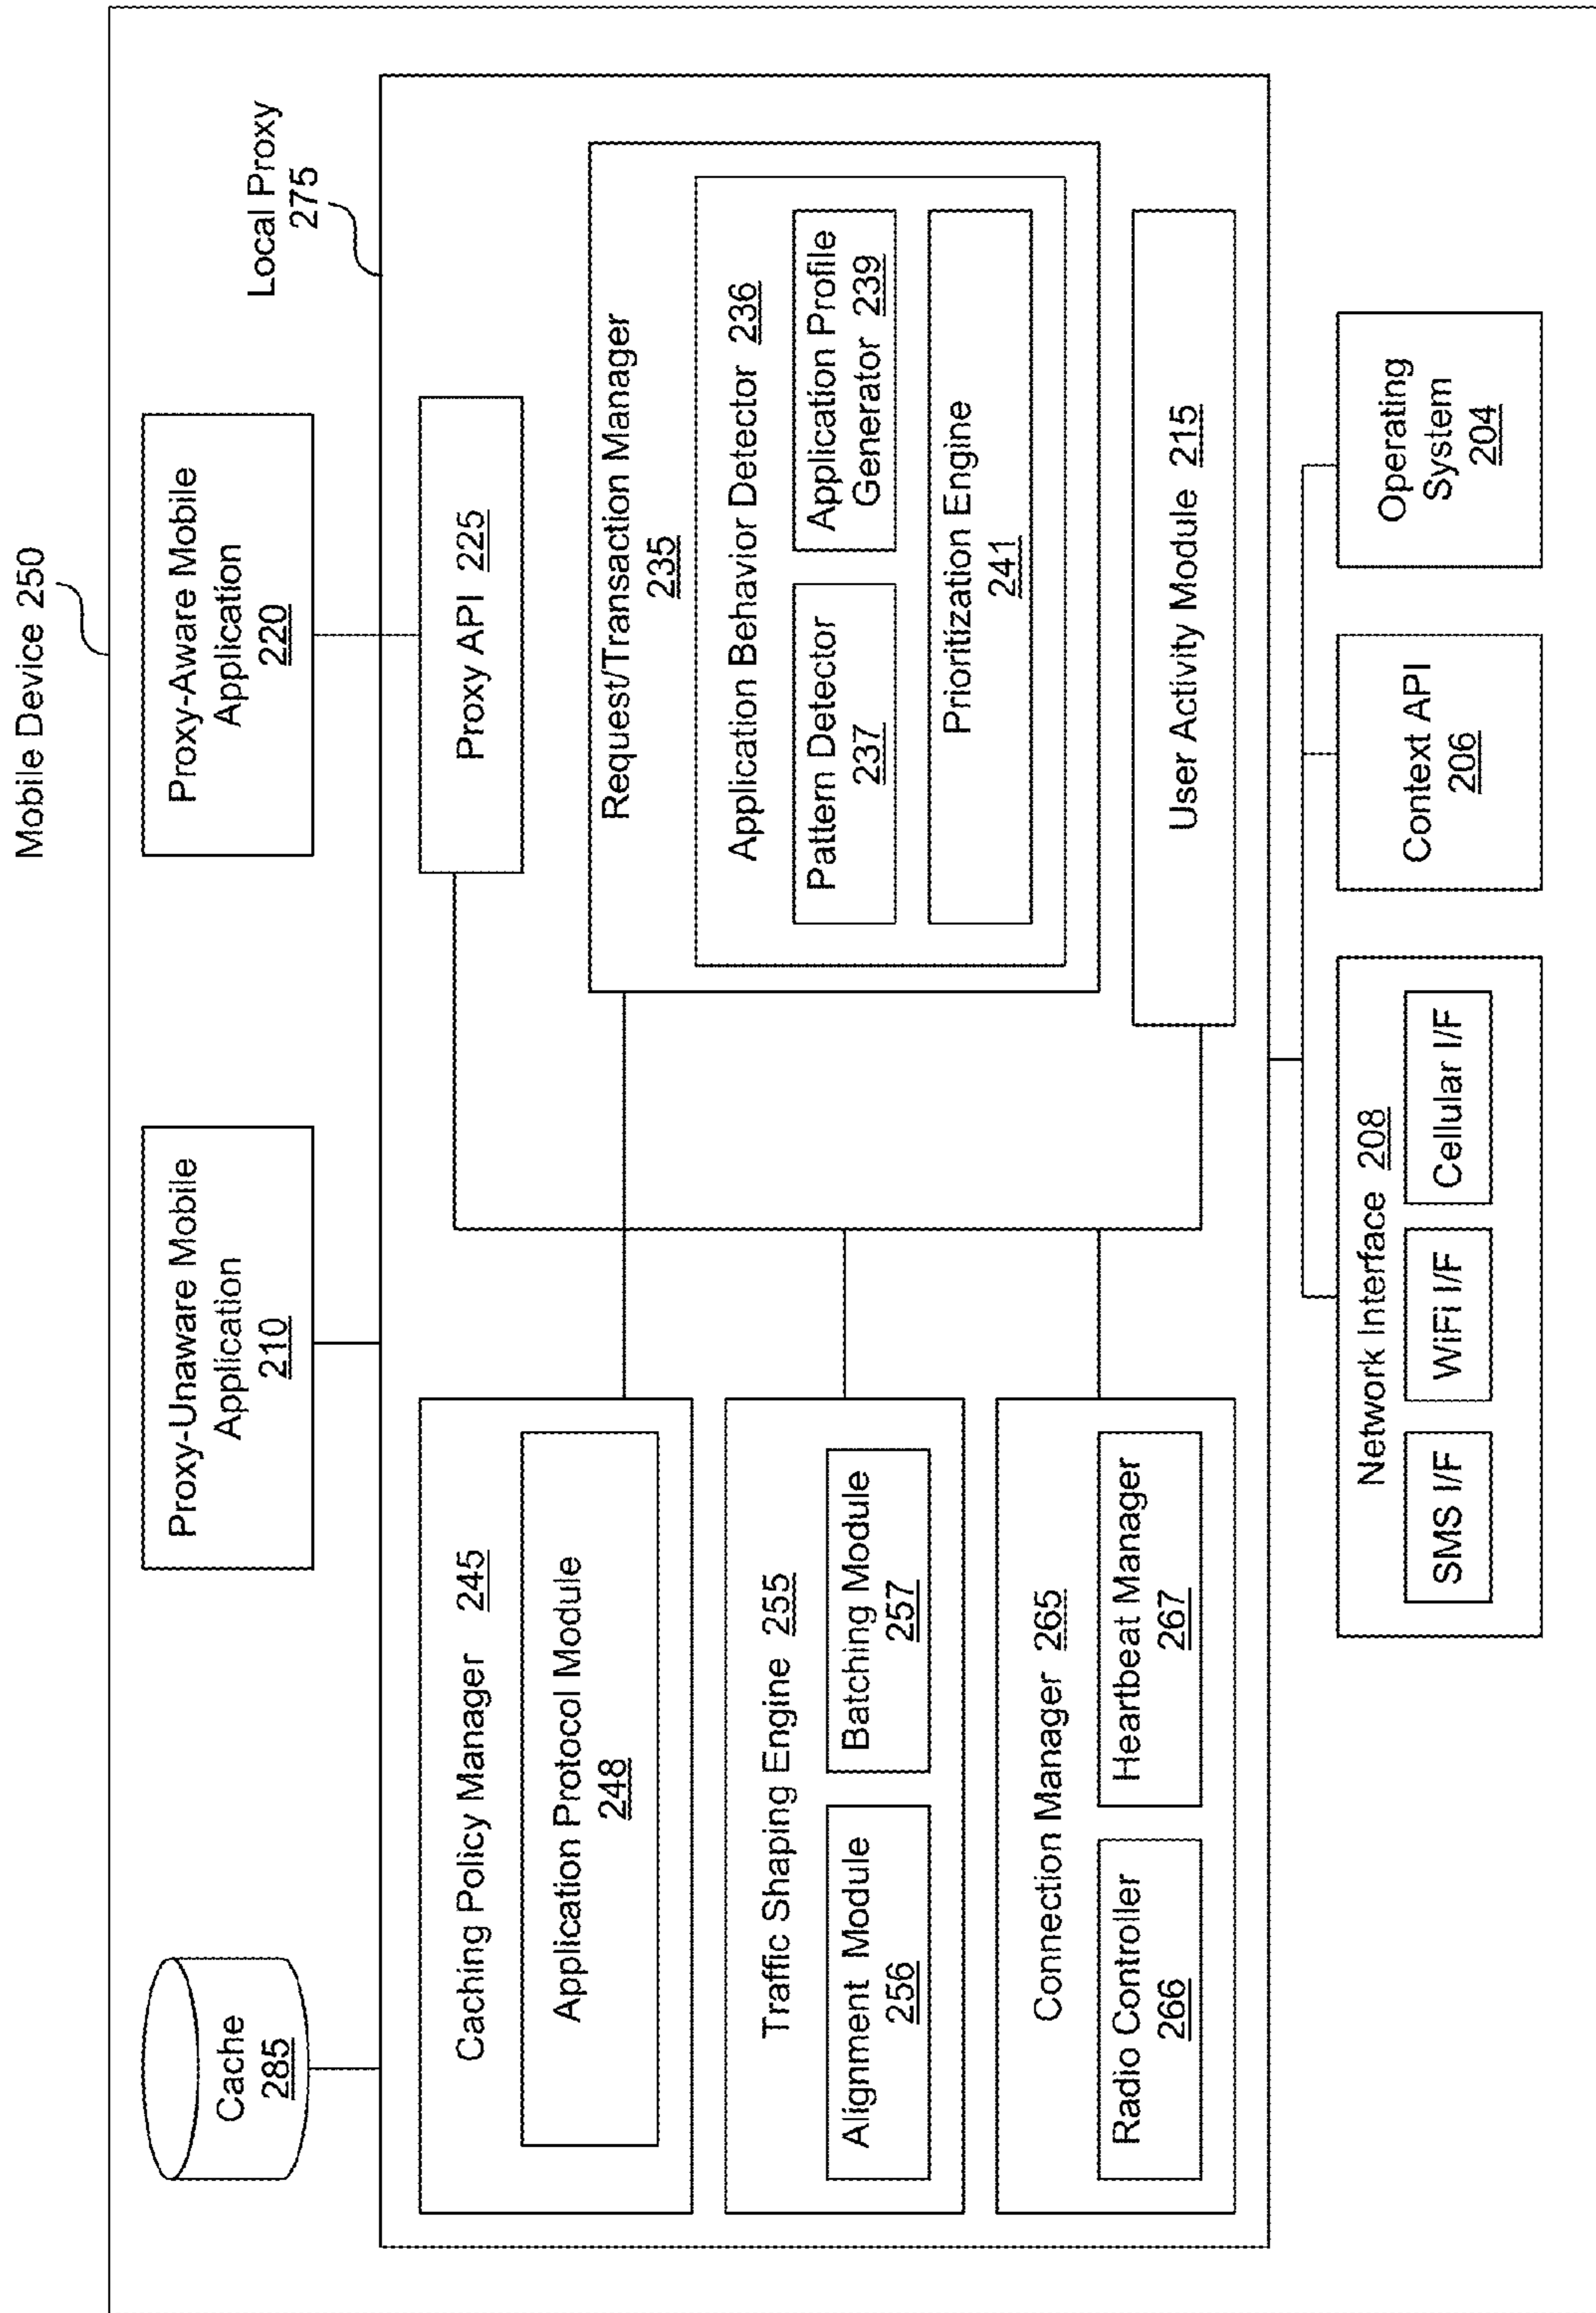 Mobile Device 250
Cache
285
Proxy-Unaware Mobile
Application
210
Proxy-Aware Mobile
Application
220
Local Proxy
275
Caching Policy Manager 245
Application Protocol Module
248
Traffic Shaping Engine 255
Alignment Module
256
Batching Module
257
Connection Manager 265
Radio Controller
266
Heartbeat Manager
267
Proxy API 225
Request/Transaction Manager
235
Application Behavior Detector 236
Pattern Detector
237
Application Profile
Generator 239
Prioritization Engine
241
User Activity Module 215
Network Interface 208
SMS I/F
WiFi I/F
Cellular I/F
Context API
206
Operating
System
204